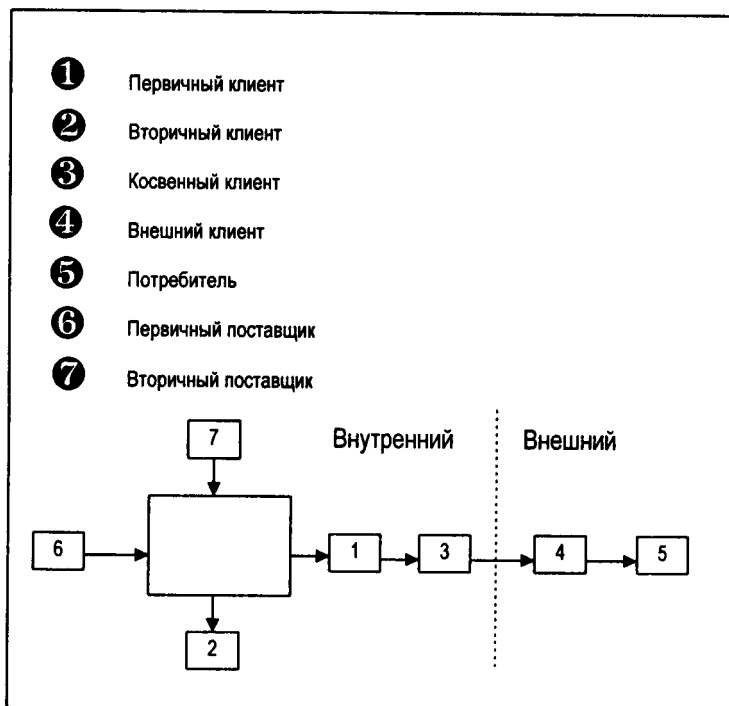 1 Первичный клиент
2 Вторичный клиент
3 Косвенный клиент
4 Внешний клиент
5 Потребитель
6 Первичный поставщик
7 Вторичный поставщик
7 Внутренний Внешний
6 1 3 4 5
2